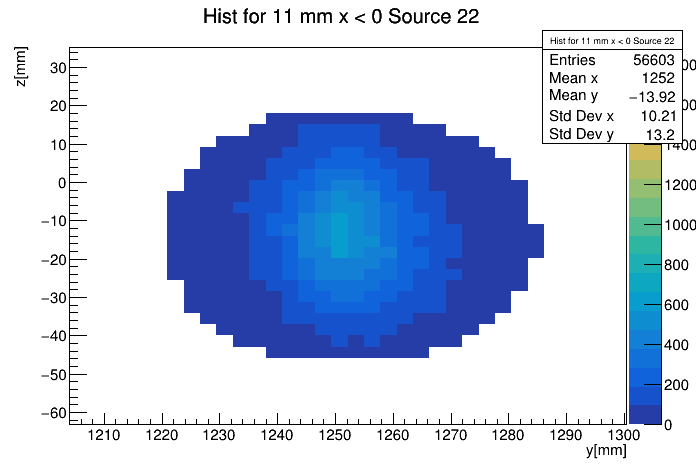 Hist for 11 mm x < 0 Source 22
z[mm]
Hist for 11 mm x < 0 Source 22
Entries 56603
Mean x 1252
Mean y −13.92
Std Dev x 10.21
Std Dev y 13.2
30
20
10
0
−10
−20
−30
−40
−50
−60
1400
1200
1000
800
600
400
200
0
1210 1220 1230 1240 1250 1260 1270 1280 1290 1300
y[mm]